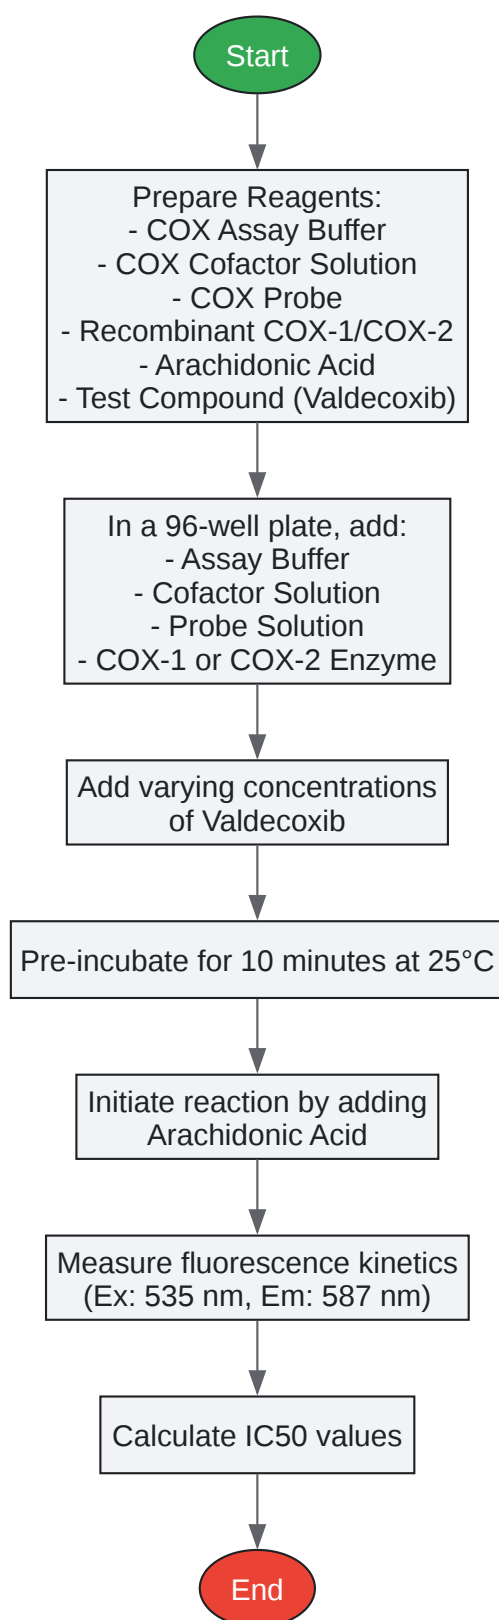 Start
Prepare Reagents:
- COX Assay Buffer
- COX Cofactor Solution
- COX Probe
- Recombinant COX-1/COX-2
- Arachidonic Acid
- Test Compound (Valdecoxib)
In a 96-well plate, add:
- Assay Buffer
- Cofactor Solution
- Probe Solution
- COX-1 or COX-2 Enzyme
Add varying concentrations
of Valdecoxib
Pre-incubate for 10 minutes at 25°C
Initiate reaction by adding
Arachidonic Acid
Measure fluorescence kinetics
(Ex: 535 nm, Em: 587 nm)
Calculate IC50 values
End